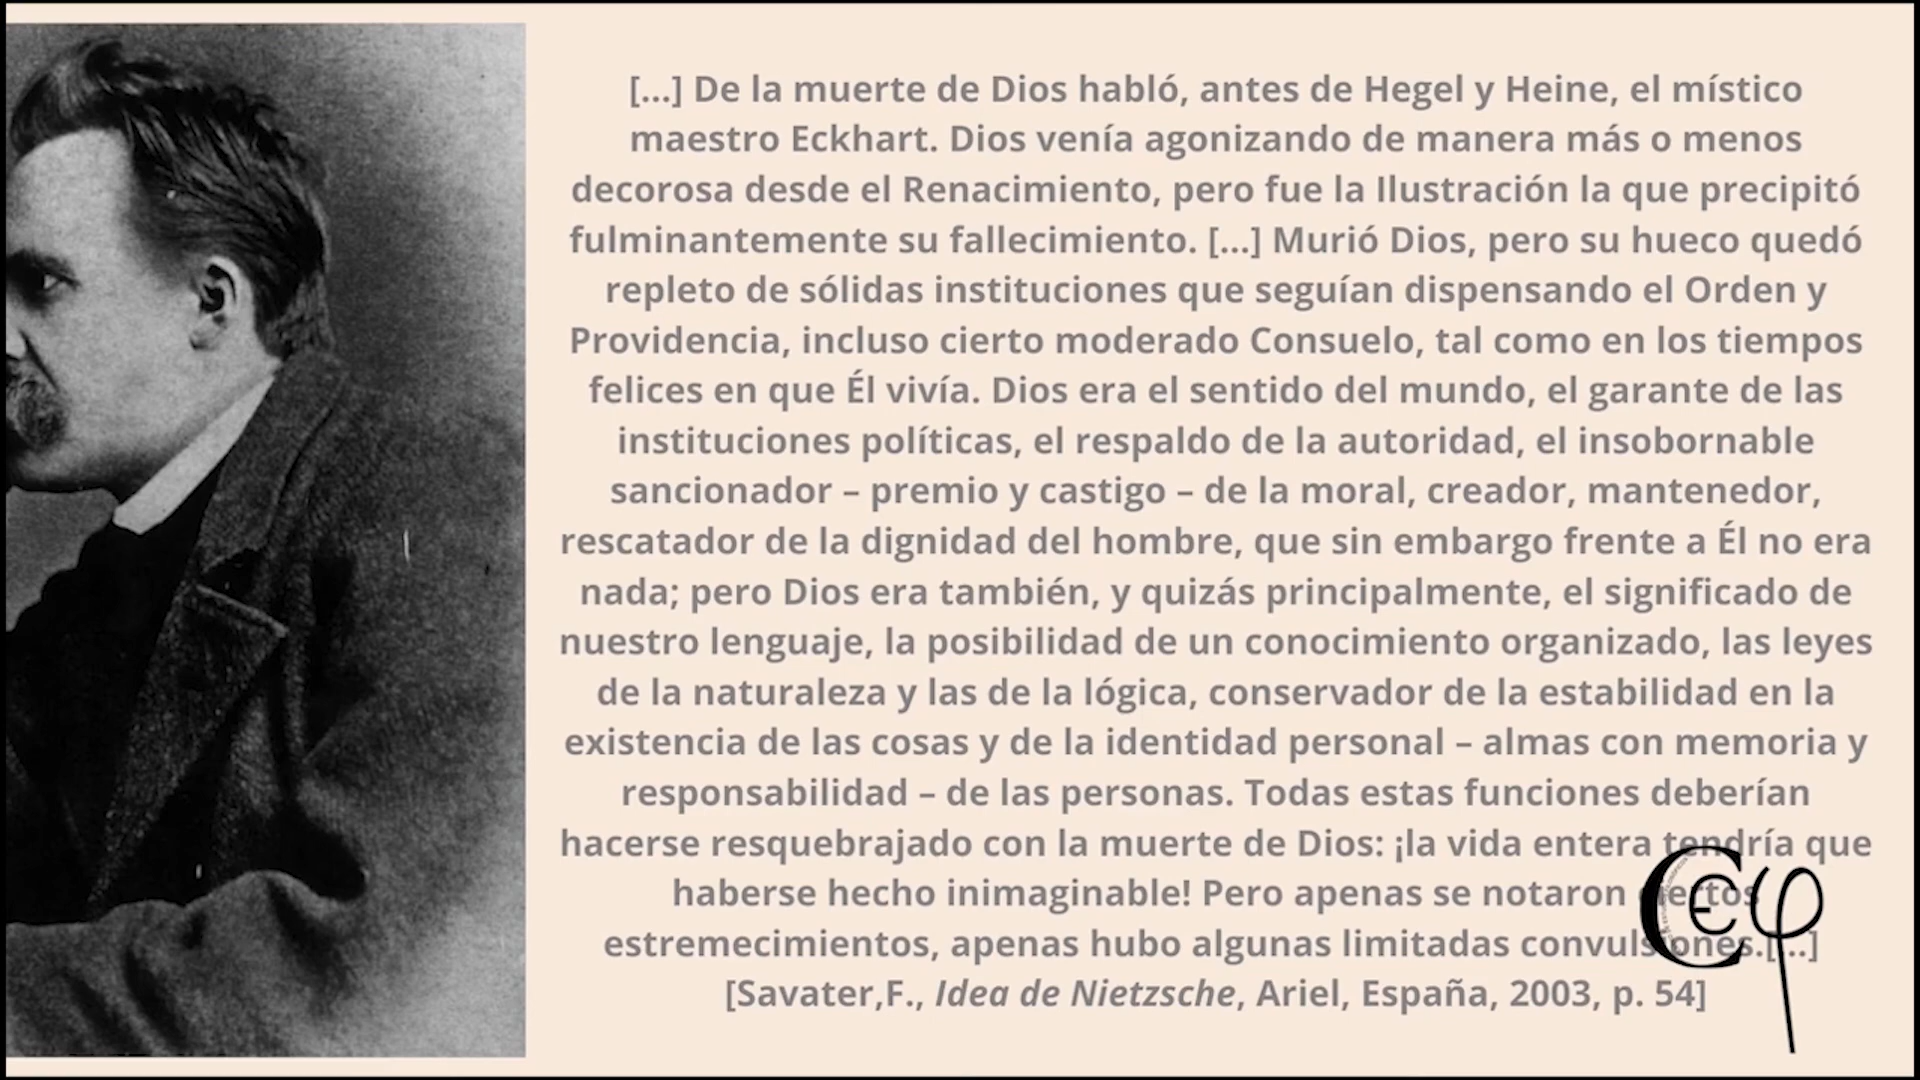 [...] De la muerte de Dios habló, antes de Hegel y Heine, el místico
maestro Eckhart. Dios venía agonizando de manera más o menos
decorosa desde el Renacimiento, pero fue la Ilustración la que precipitó
fulminantemente su fallecimiento. [...] Murió Dios, pero su hueco quedó
repleto de sólidas instituciones que seguían dispensando el Orden y
Providencia, incluso cierto moderado Consuelo, tal como en los tiempos
felices en que Él vivía. Dios era el sentido del mundo, el garante de las
instituciones políticas, el respaldo de la autoridad, el insobornable
sancionador – premio y castigo – de la moral, creador, mantenedor,
rescatador de la dignidad del hombre, que sin embargo frente a Él no era
nada; pero Dios era también, y quizás principalmente, el significado de
nuestro lenguaje, la posibilidad de un conocimiento organizado, las leyes
de la naturaleza y las de la lógica, conservador de la estabilidad en la
existencia de las cosas y de la identidad personal – almas con memoria y
responsabilidad – de las personas. Todas estas funciones deberían
hacerse resquebrajado con la muerte de Dios: ¡la vida entera tendría que
haberse hecho inimaginable! Pero apenas se notaron ciertos
estremecimientos, apenas hubo algunas limitadas convulsiones.[...]
[Savater,F., Idea de Nietzsche, Ariel, España, 2003, p. 54]
CEφ